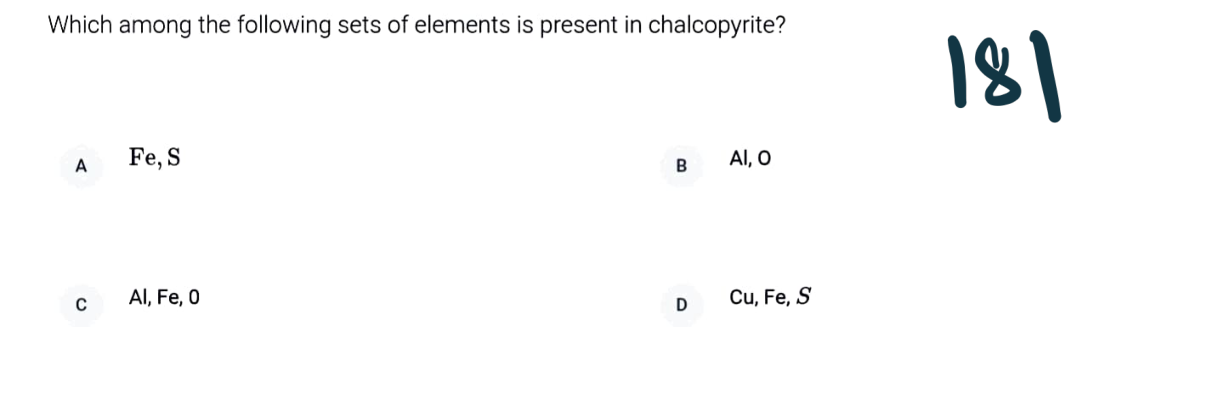 Which among the following sets of elements is present in chalcopyrite?
181
A Fe, S
B Al, O
C Al, Fe, 0
D Cu, Fe, S